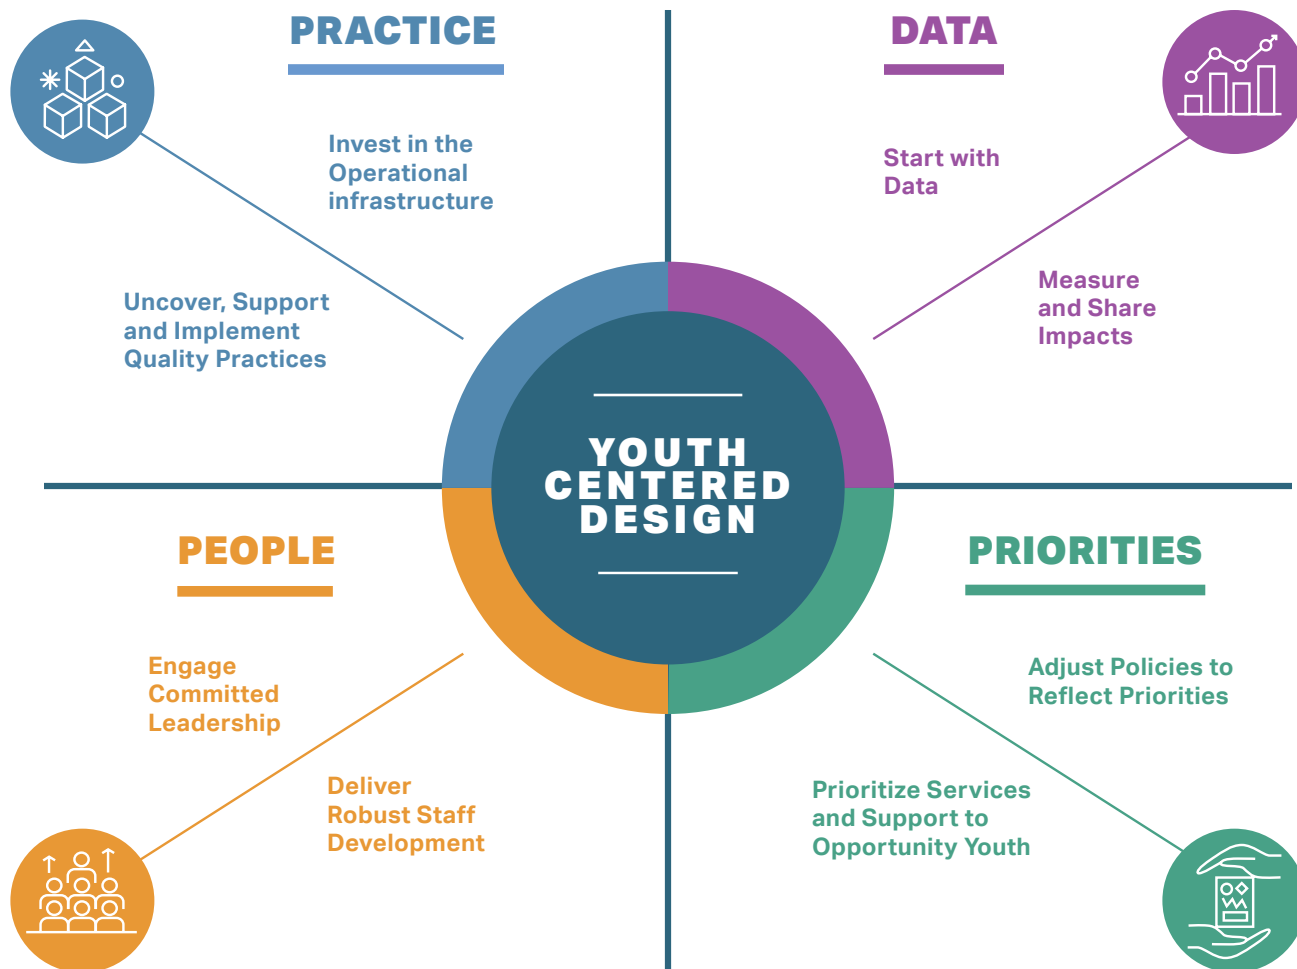 PRACTICE
Invest in the
Operational
infrastructure
Uncover, Support
and Implement
Quality Practices
DATA
Start with
Data
Measure
and Share
Impacts
YOUTH
CENTERED
DESIGN
PEOPLE
Engage
Committed
Leadership
Deliver
Robust Staff
Development
PRIORITIES
Adjust Policies to
Reflect Priorities
Prioritize Services
and Support to
Opportunity Youth